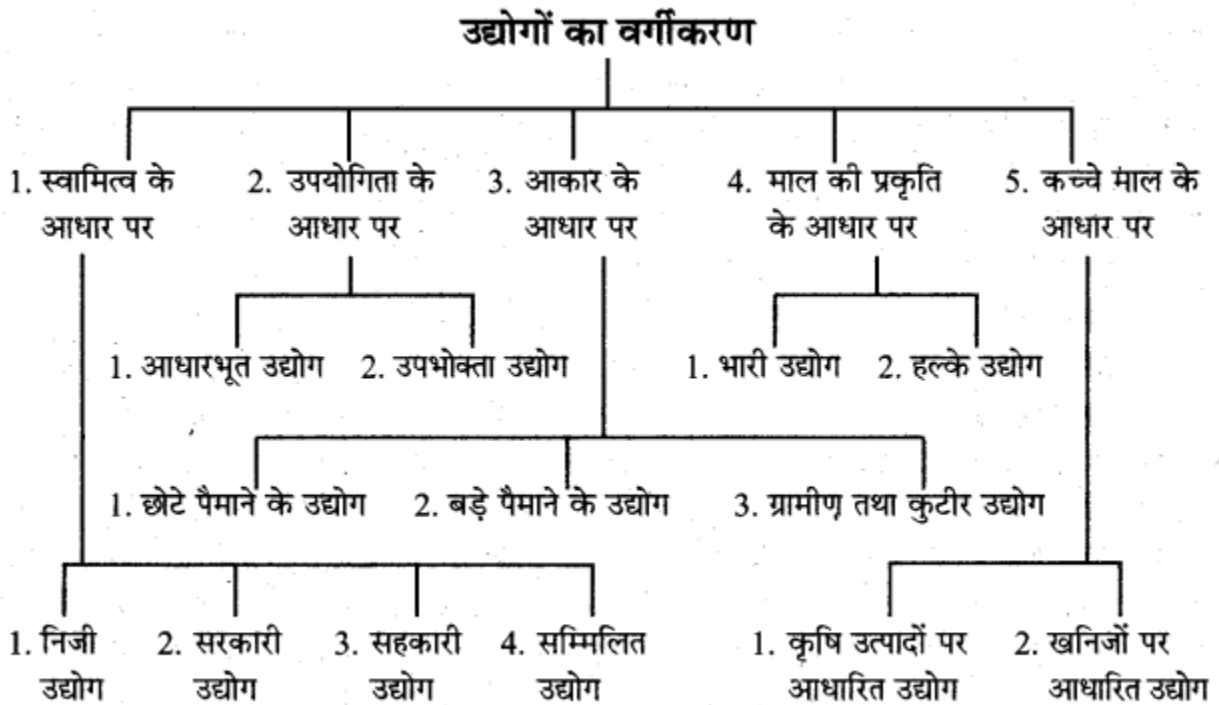 उद्योगों का वर्गीकरण
1. स्वामित्व के
आधार पर
2. उपयोगिता के
आधार पर
3. आकार के
आधार पर
4. माल की प्रकृति
के आधार पर
5. कच्चे माल के
आधार पर
1. आधारभूत उद्योग
2. उपभोक्ता उद्योग
1. भारी उद्योग
2. हल्के उद्योग
1. छोटे पैमाने के उद्योग
2. बड़े पैमाने के उद्योग
3. ग्रामीण तथा कुटीर उद्योग
1. निजी
उद्योग
2. सरकारी
उद्योग
3. सहकारी
उद्योग
4. सम्मिलित
उद्योग
1. कृषि उत्पादों पर
आधारित उद्योग
2. खनिजों पर
आधारित उद्योग